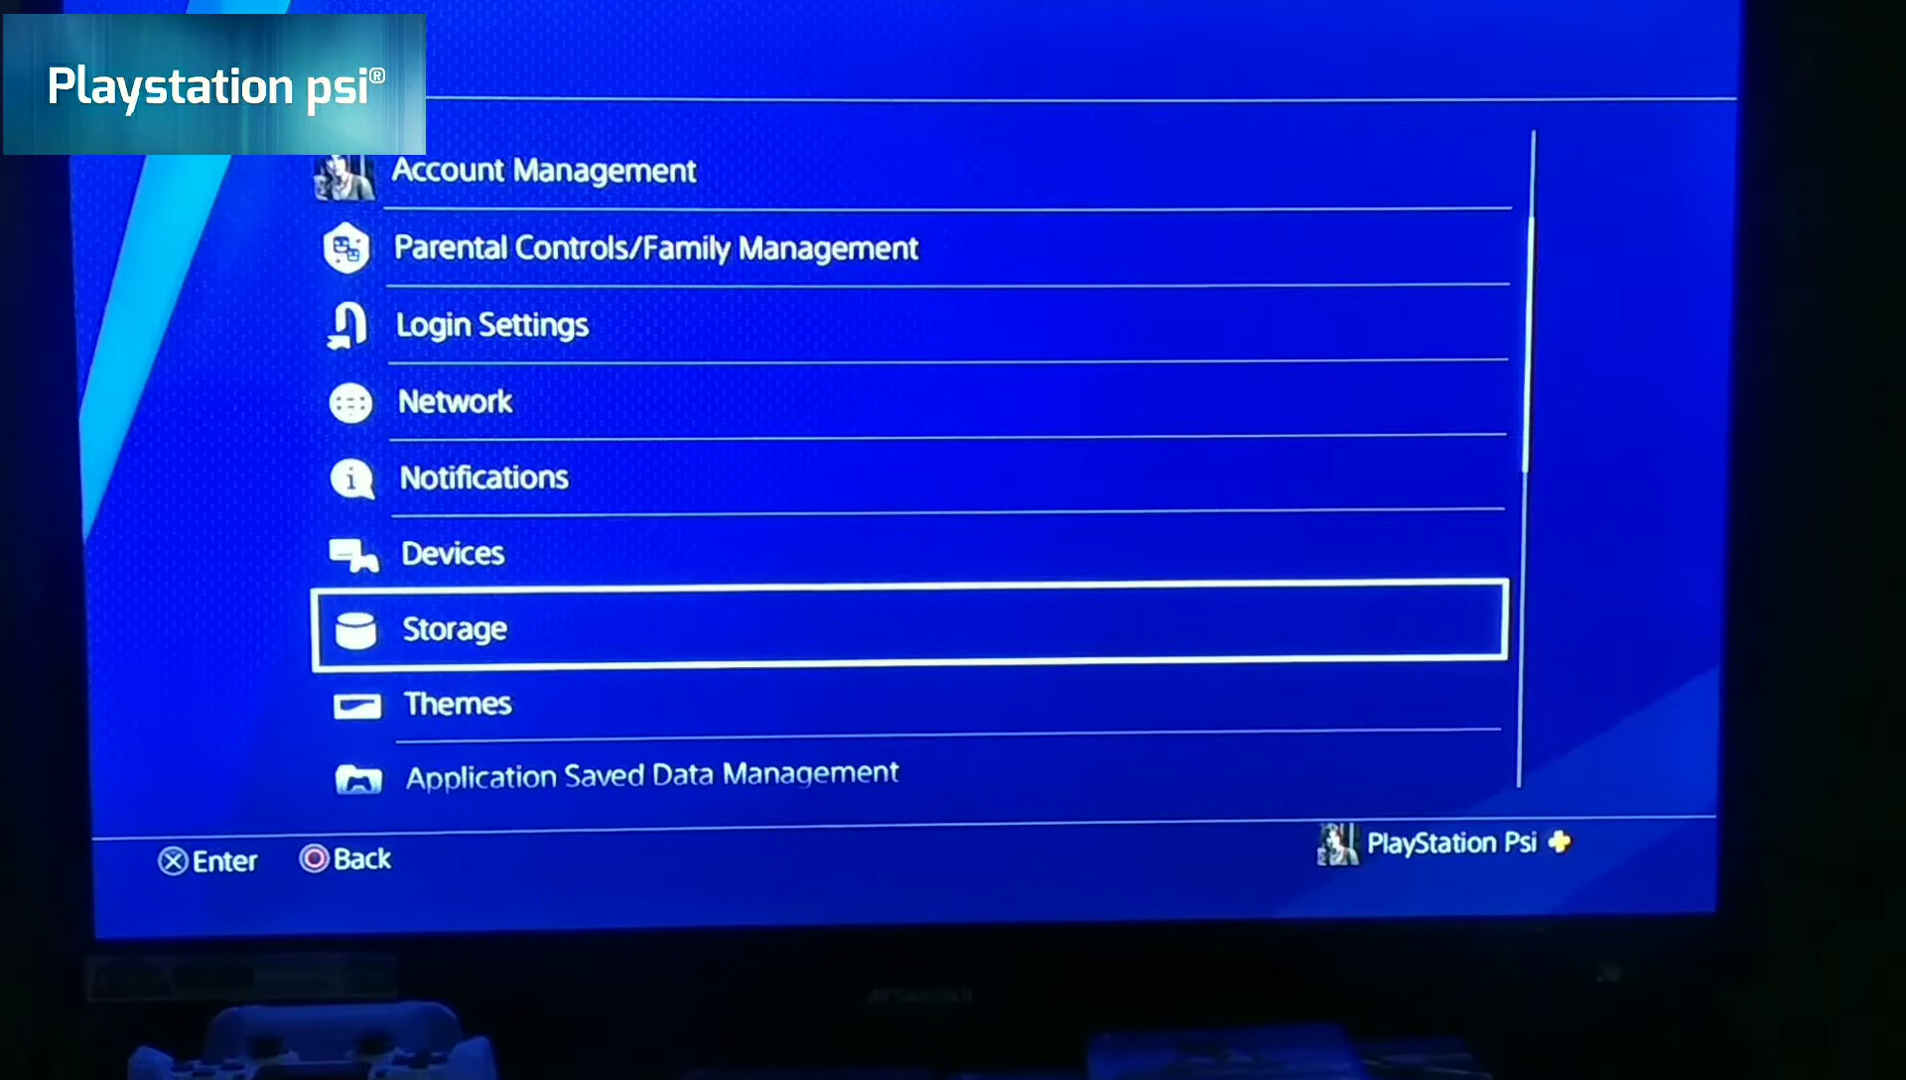 Playstation psi®
Account Management
Parental Controls/Family Management
Login Settings
Network
Notifications
Devices
Storage
Themes
Application Saved Data Management
Enter
Back
PlayStation Psi